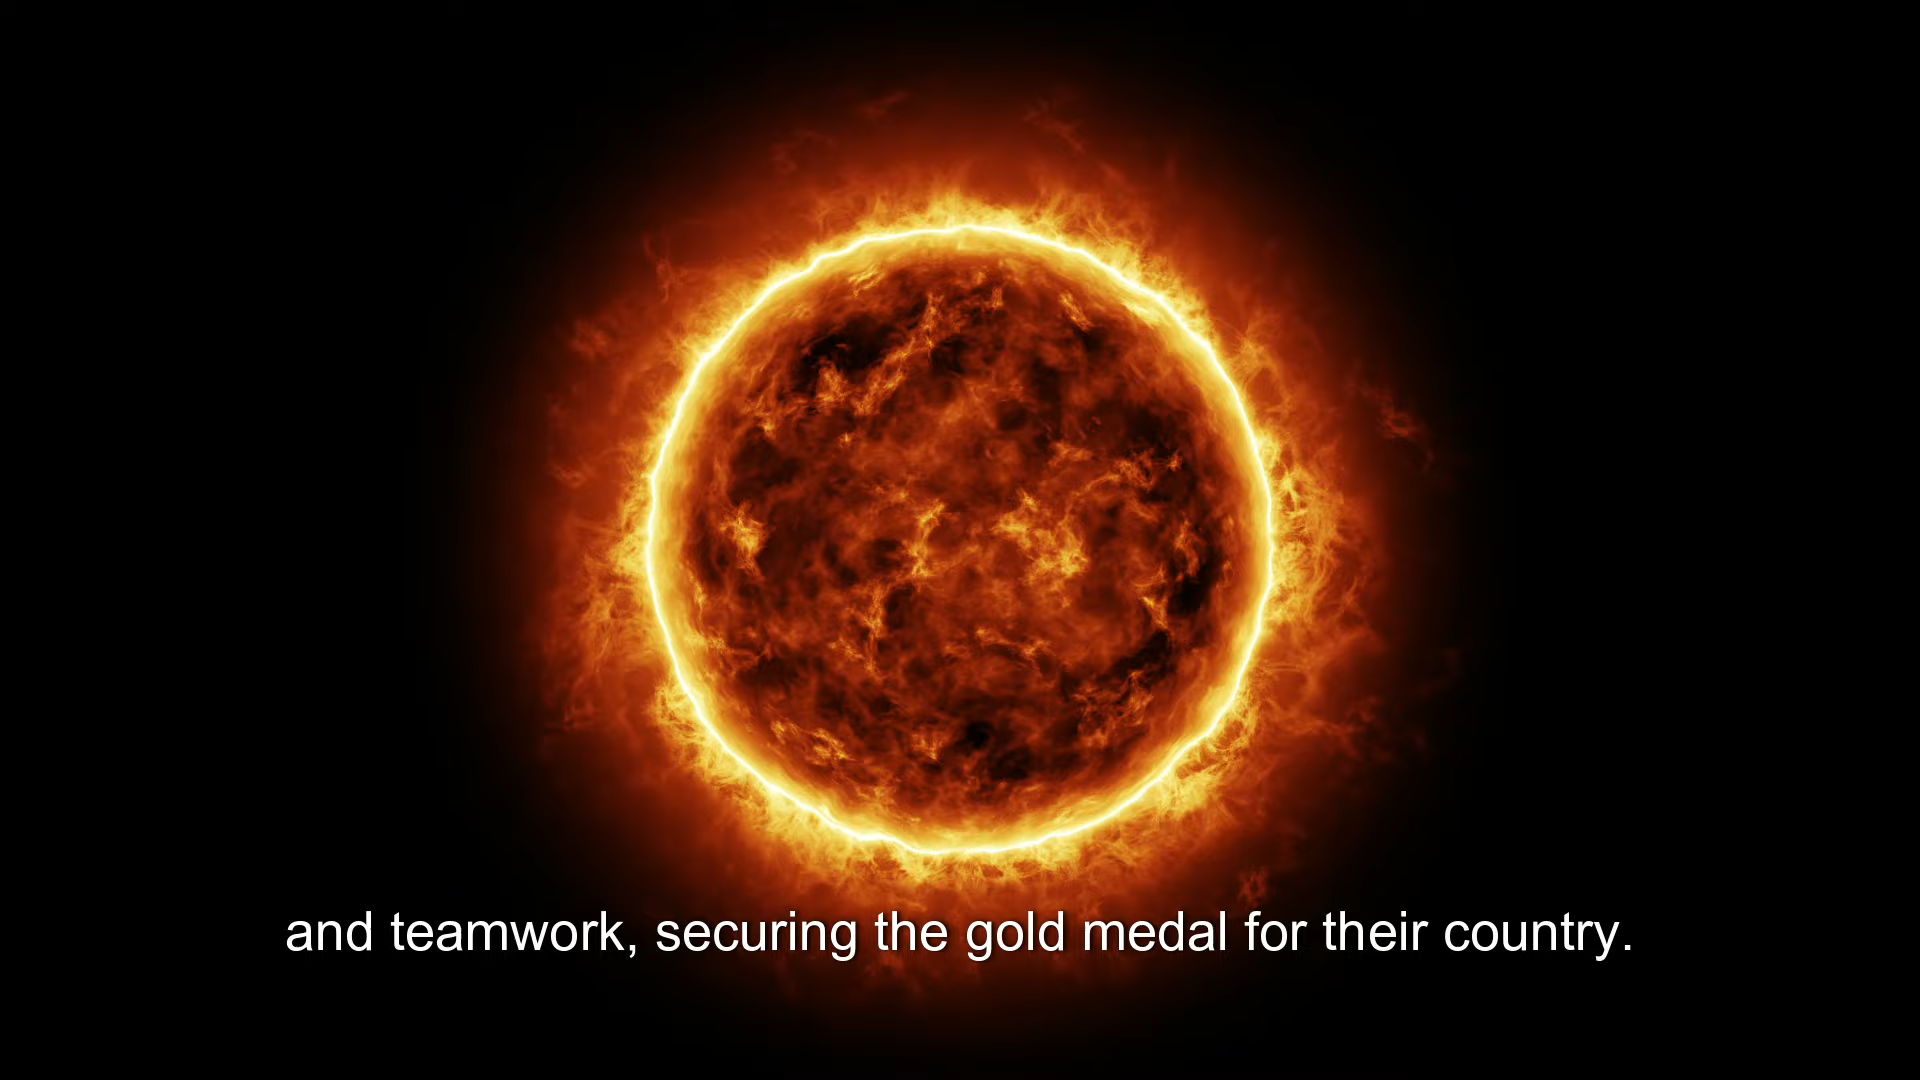 and teamwork, securing the gold medal for their country.